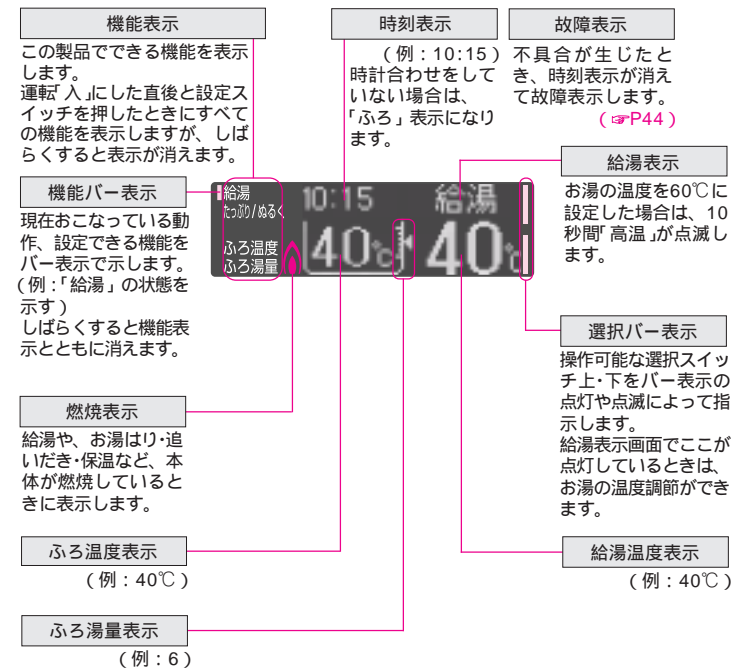 機能表示
この製品でできる機能を表示
します。
運転「入」にした直後と設定ス
イッチを押したときにすべて
の機能を表示しますが、しば
らくすると表示が消えます。
時刻表示
(例:10:15)
時計合わせをして
いない場合は、
「ふろ」表示になり
ます。
故障表示
不具合が生じたと
き、時刻表示が消え
て故障表示します。
(☞P44)
機能バー表示
現在おこなっている動
作、設定できる機能を
バー表示で示します。
(例:「給湯」の状態を
示す)
しばらくすると機能表
示とともに消えます。
給湯
たっぷり/ぬるく
ふろ温度
ふろ湯量
10:15
給湯
40℃
40℃
給湯表示
お湯の温度を60℃に
設定した場合は、10
秒間「高温」が点滅し
ます。
選択バー表示
操作可能な選択スイッ
チ上・下をバー表示の
点灯や点滅によって指
示します。
給湯表示画面でここが
点灯しているときは、
お湯の温度調節ができ
ます。
燃焼表示
給湯や、お湯はり・追
いだき・保温など、本
体が燃焼していると
きに表示します。
ふろ温度表示
(例:40℃)
給湯温度表示
(例:40℃)
ふろ湯量表示
(例:6)